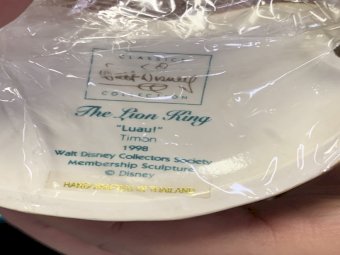 CLASSICS
Walt Disney
COLLECTION
The Lion King
"Luau!"
Timon
1998
Walt Disney Collectors Society
Membership Sculpture
© Disney
HANDCRAFTED IN THAILAND